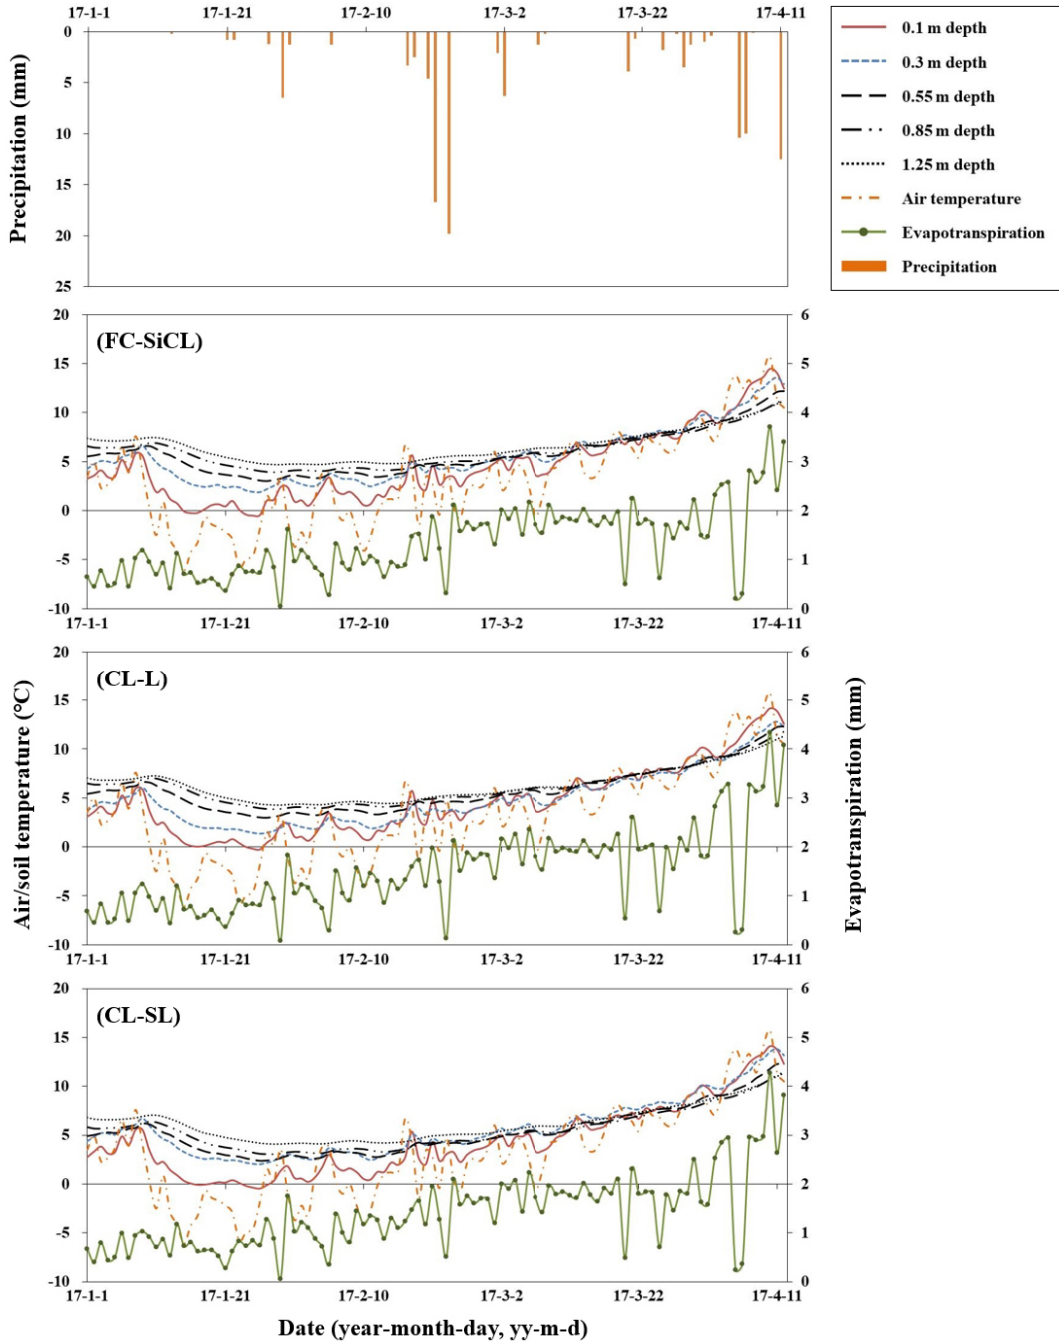 17-1-1 17-1-21 17-2-10 17-3-2 17-3-22 17-4-11
0
5
10
15
20
25
Precipitation (mm)
0.1 m depth
0.3 m depth
0.55 m depth
0.85 m depth
1.25 m depth
Air temperature
Evapotranspiration
Precipitation
(FC-SiCL)
20
15
10
5
0
-5
-10
6
5
4
3
2
1
0
17-1-1 17-1-21 17-2-10 17-3-2 17-3-22 17-4-11
(CL-L)
20
15
10
5
0
-5
-10
6
5
4
3
2
1
0
17-1-1 17-1-21 17-2-10 17-3-2 17-3-22 17-4-11
Air/soil temperature (℃)
Evapotranspiration (mm)
(CL-SL)
20
15
10
5
0
-5
-10
6
5
4
3
2
1
0
17-1-1 17-1-21 17-2-10 17-3-2 17-3-22 17-4-11
Date (year-month-day, yy-m-d)